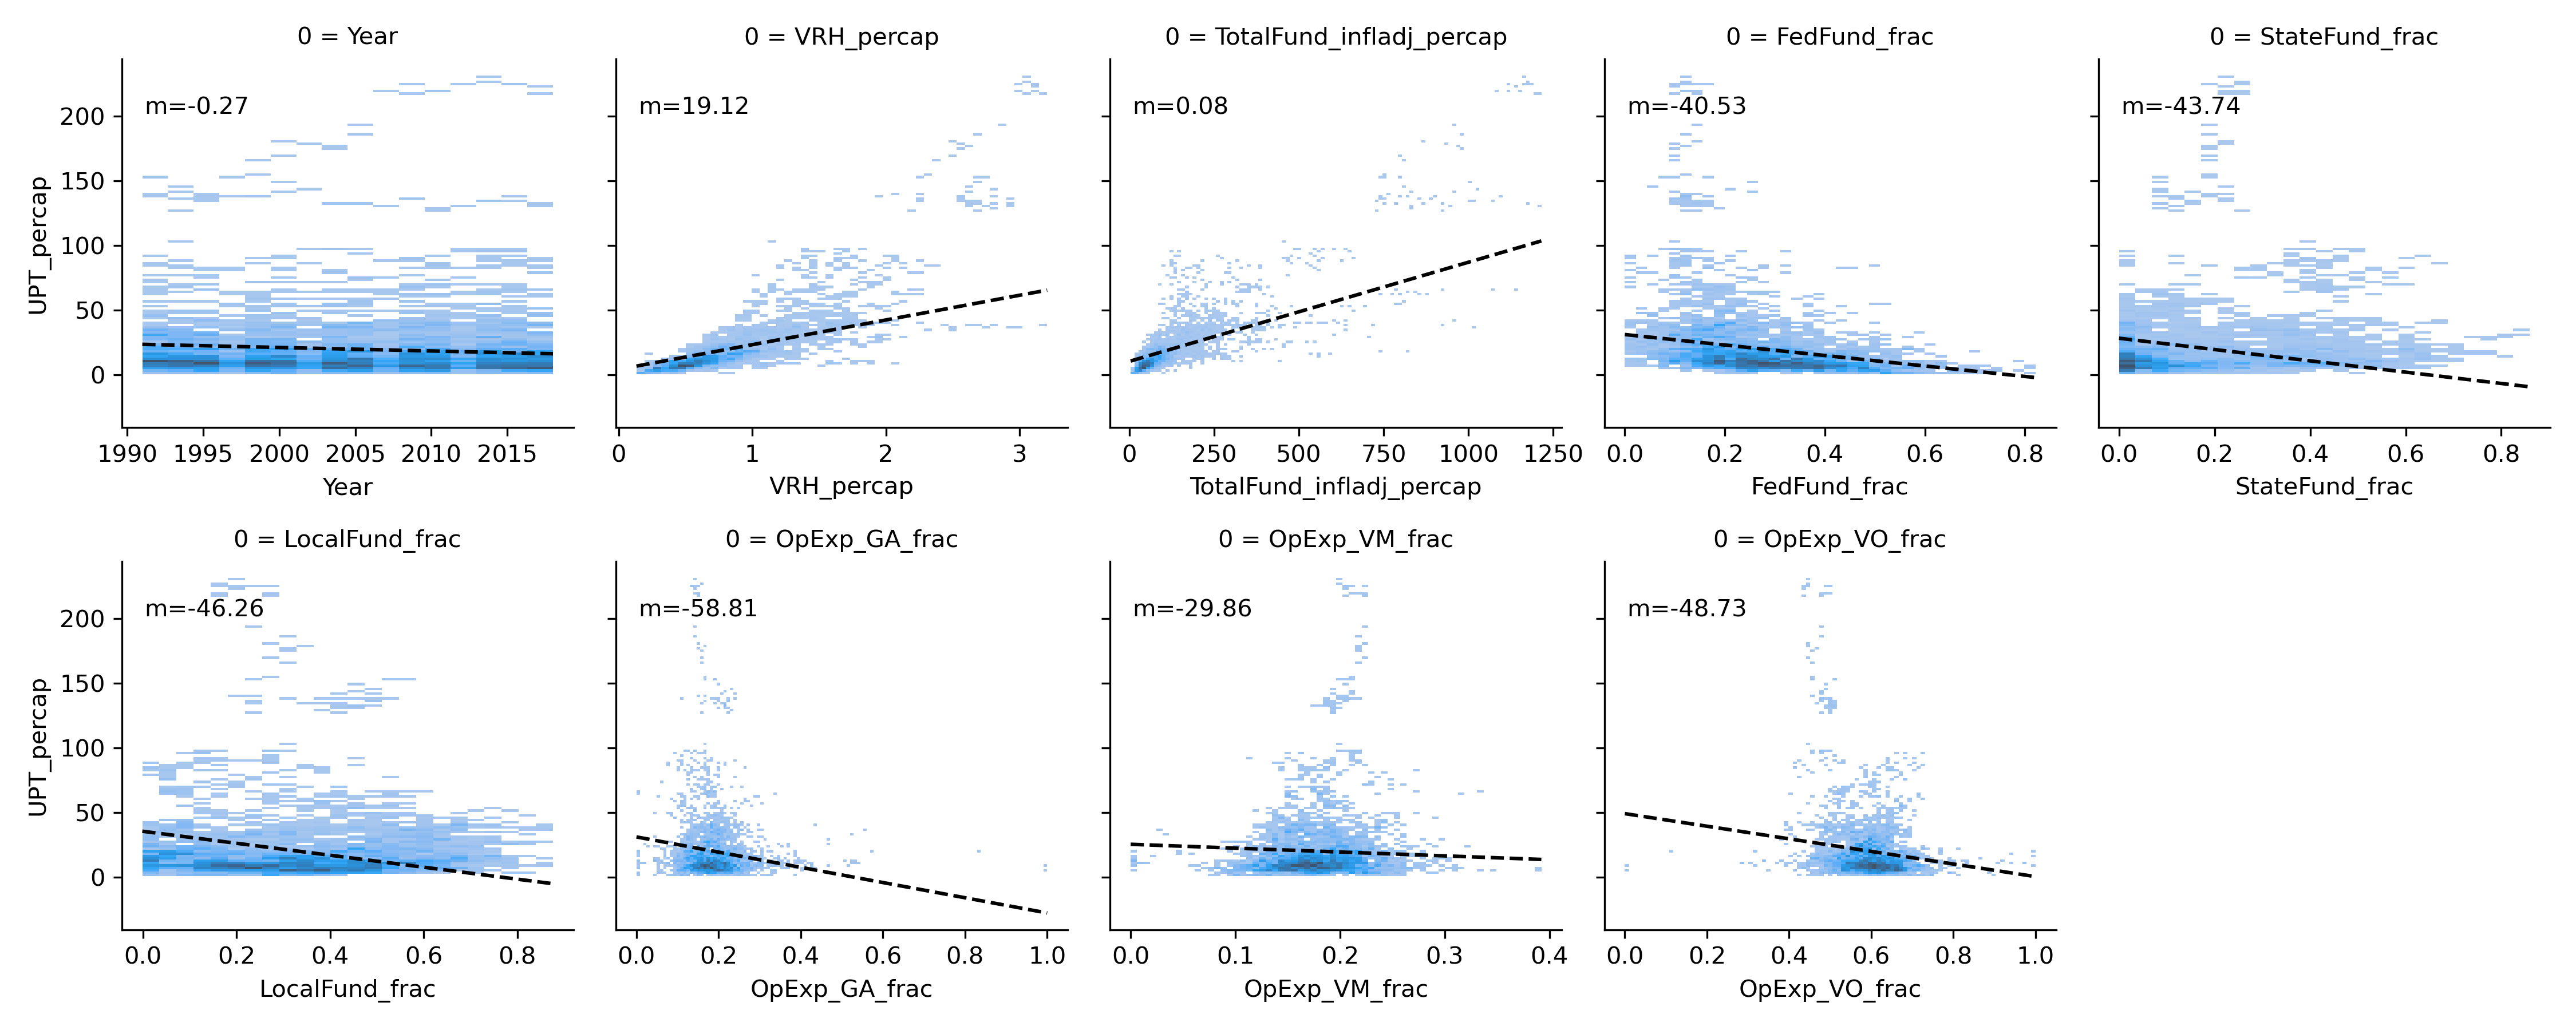 0 = Year
0 = VRH_percap
0 = TotalFund_infladj_percap
0 = FedFund_frac
0 = StateFund_frac
m=-0.27
m=19.12
m=0.08
m=-40.53
m=-43.74
UPT_percap
200
150
100
50
0
1990 1995 2000 2005 2010 2015
0 1 2 3
0 250 500 750 1000 1250
0.0 0.2 0.4 0.6 0.8
0.0 0.2 0.4 0.6 0.8
Year
VRH_percap
TotalFund_infladj_percap
FedFund_frac
StateFund_frac
0 = LocalFund_frac
0 = OpExp_GA_frac
0 = OpExp_VM_frac
0 = OpExp_VO_frac
m=-46.26
m=-58.81
m=-29.86
m=-48.73
UPT_percap
200
150
100
50
0
0.0 0.2 0.4 0.6 0.8
0.0 0.2 0.4 0.6 0.8 1.0
0.0 0.1 0.2 0.3 0.4
0.0 0.2 0.4 0.6 0.8 1.0
LocalFund_frac
OpExp_GA_frac
OpExp_VM_frac
OpExp_VO_frac